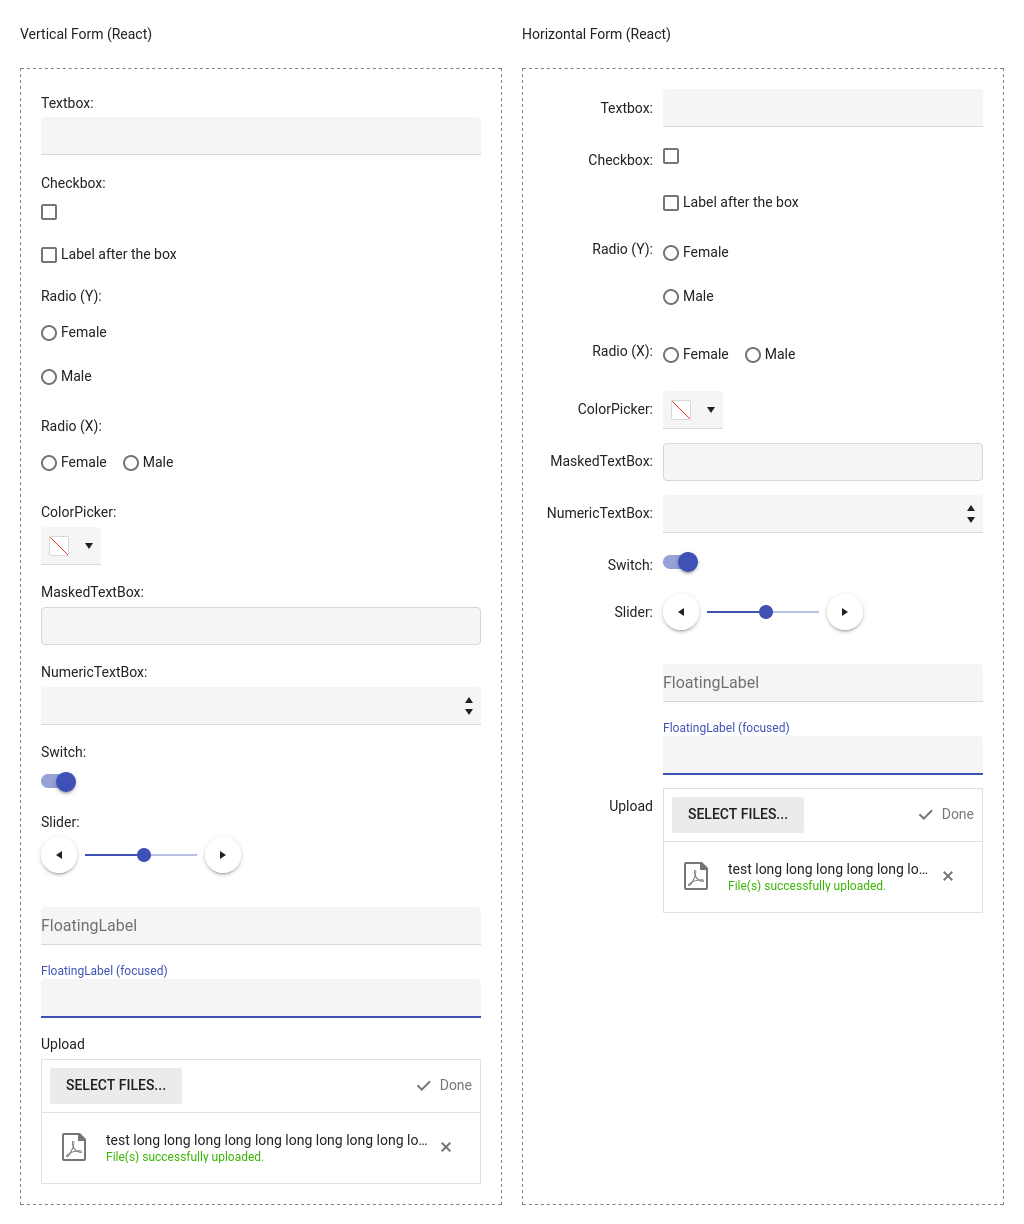 Vertical Form (React)
Textbox:
Checkbox:
Label after the box
Radio (Y):
Female
Male
Radio (X):
Female Male
ColorPicker:
MaskedTextBox:
NumericTextBox:
Switch:
Slider:
FloatingLabel
FloatingLabel (focused)
Upload
SELECT FILES... Done
test long long long long long long long long long lo...
File(s) successfully uploaded.
Horizontal Form (React)
Textbox:
Checkbox:
Label after the box
Radio (Y): Female
Male
Radio (X): Female Male
ColorPicker:
MaskedTextBox:
NumericTextBox:
Switch:
Slider:
FloatingLabel
FloatingLabel (focused)
Upload SELECT FILES... Done
test long long long long long lo...
File(s) successfully uploaded.